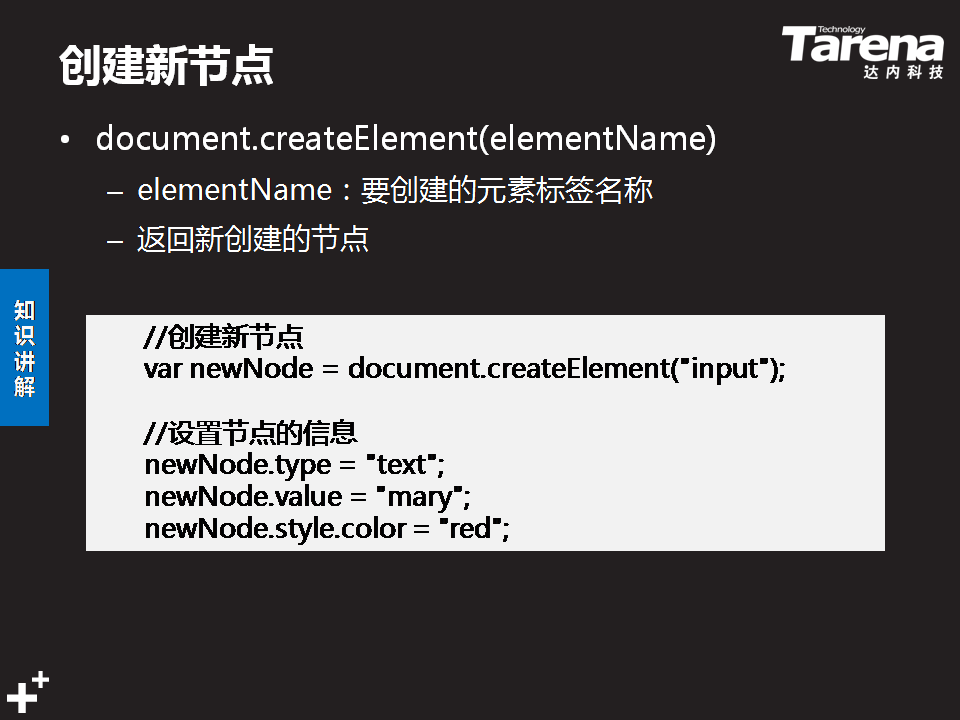 创建新节点
Technology
Tarena
达内科技
• document.createElement(elementName)
– elementName：要创建的元素标签名称
– 返回新创建的节点
知识讲解
//创建新节点
var newNode = document.createElement("input");
//设置节点的信息
newNode.type = "text";
newNode.value = "mary";
newNode.style.color = "red";